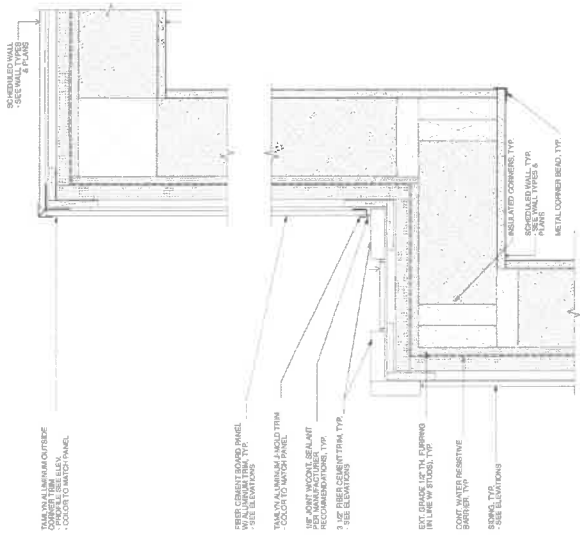 SCHEDULED WALL
- SEE WALL TYPES
& PLANS
TAMLYN ALUMINUM OUTSIDE
CORNER TRIM
- PROFILE SEE ELEV.
- COLOR TO MATCH PANEL
FIBER CEMENT BOARD PANEL
W/ ALUMINUM TRIM, TYP.
- SEE ELEVATIONS
TAMLYN ALUMINUM J-MOLD TRIM
- COLOR TO MATCH PANEL
1/8" JOINT W/CONT. SEALANT
PER MANUFACTURER
RECCOMENDATIONS, TYP.
3 1/2" FIBER CEMENT TRIM, TYP.
- SEE ELEVATIONS
EXT. GRADE 1/2" TH. FURRING
(IN LINE W/ STUDS), TYP.
CONT. WATER RESISTIVE
BARRIER, TYP.
SIDING, TYP.
- SEE ELEVATIONS
INSULATED CORNERS, TYP.
SCHEDULED WALL, TYP.
- SEE WALL TYPES &
PLANS
METAL CORNER BEAD, TYP.